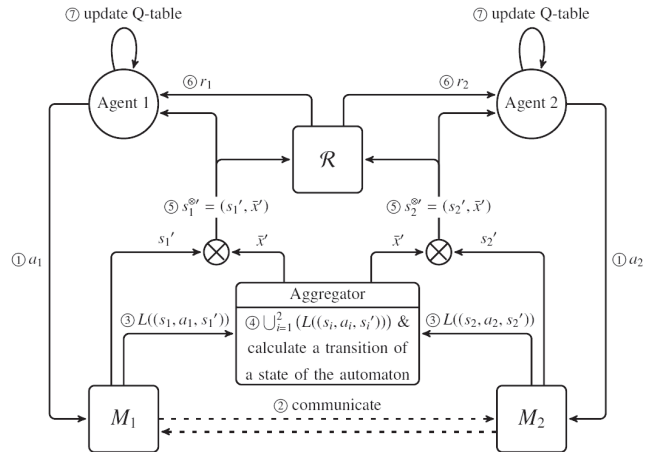 ⑦ update Q-table ⑦ update Q-table
⑥ r₁ ⑥ r₂
Agent 1 Agent 2
ℛ
⑤ s₁^⊗′ = (s₁′, x̄′) ⑤ s₂^⊗′ = (s₂′, x̄′)
s₁′ x̄′ x̄′ s₂′
① a₁ ① a₂
Aggregator
③ L((s₁, a₁, s₁′)) ④ ⋃²ᵢ₌₁ (L((sᵢ, aᵢ, sᵢ′))) & ③ L((s₂, a₂, s₂′))
calculate a transition of
a state of the automaton
② communicate
M₁ M₂